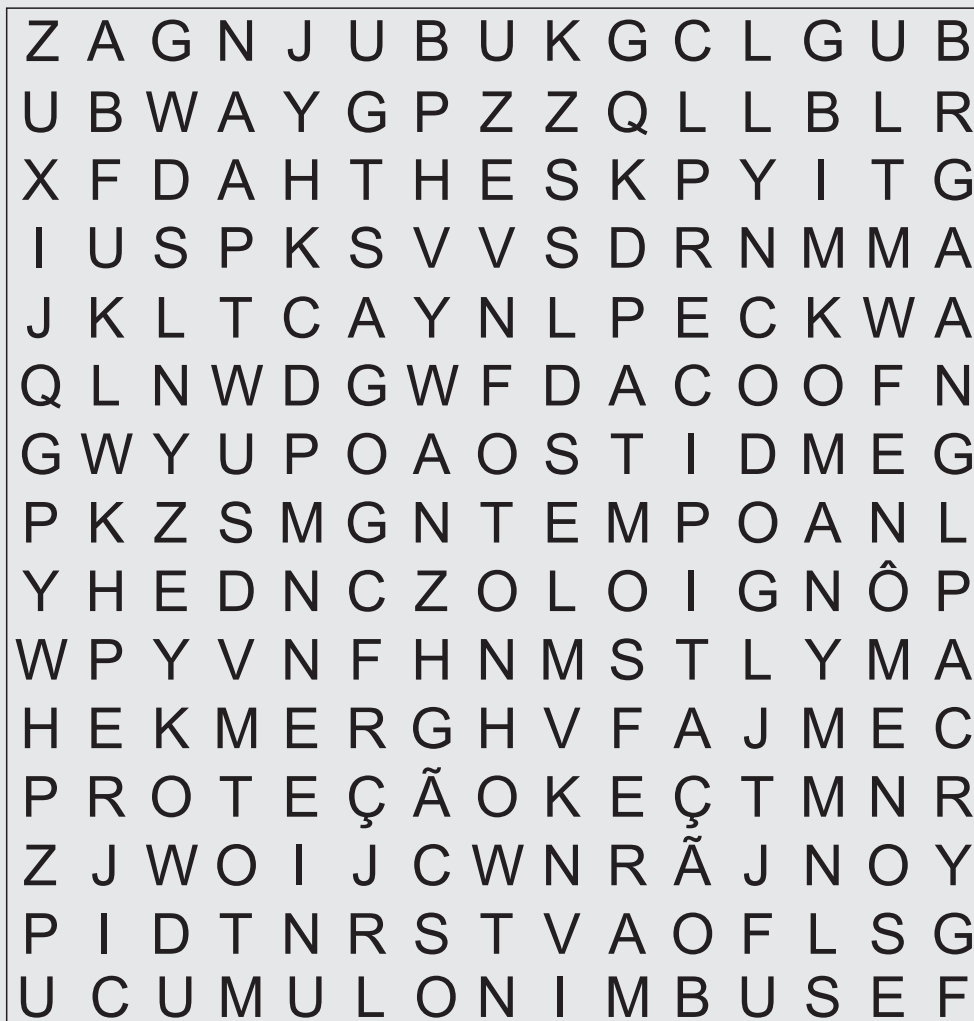 Z A G N J U B U K G C L G U B
U B W A Y G P Z Z Q L L B L R
X F D A H T H E S K P Y I T G
I U S P K S V V S D R N M M A
J K L T C A Y N L P E C K W A
Q L N W D G W F D A C O O F N
G W Y U P O A O S T I D M E G
P K Z S M G N T E M P O A N L
Y H E D N C Z O L O I G N Ô P
W P Y V N F H N M S T L Y M A
H E K M E R G H V F A J M E C
P R O T E Ç Ã O K E Ç T M N R
Z J W O I J C W N R Ã J N O Y
P I D T N R S T V A O F L S G
U C U M U L O N I M B U S E F